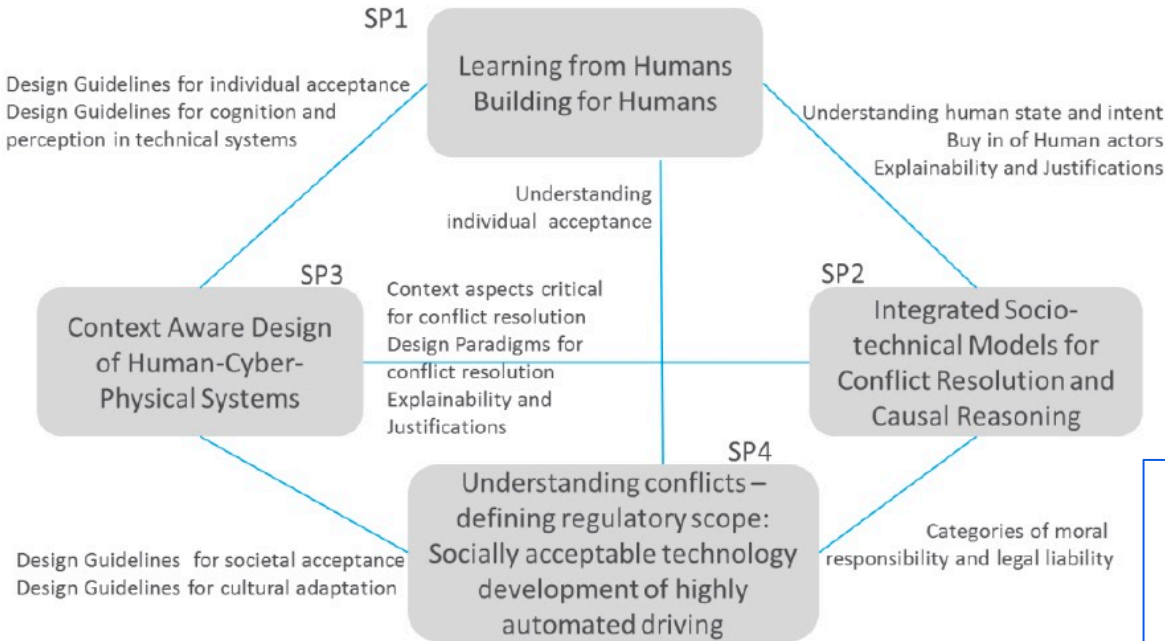 SP1
Learning from Humans
Building for Humans
Design Guidelines for individual acceptance
Design Guidelines for cognition and
perception in technical systems
Understanding human state and intent
Buy in of Human actors
Explainability and Justifications
Understanding
individual acceptance
SP3
Context Aware Design
of Human-Cyber-
Physical Systems
Context aspects critical
for conflict resolution
Design Paradigms for
conflict resolution
Explainability and
Justifications
SP2
Integrated Socio-
technical Models for
Conflict Resolution and
Causal Reasoning
SP4
Understanding conflicts –
defining regulatory scope:
Socially acceptable technology
development of highly
automated driving
Design Guidelines for societal acceptance
Design Guidelines for cultural adaptation
Categories of moral
responsibility and legal liability